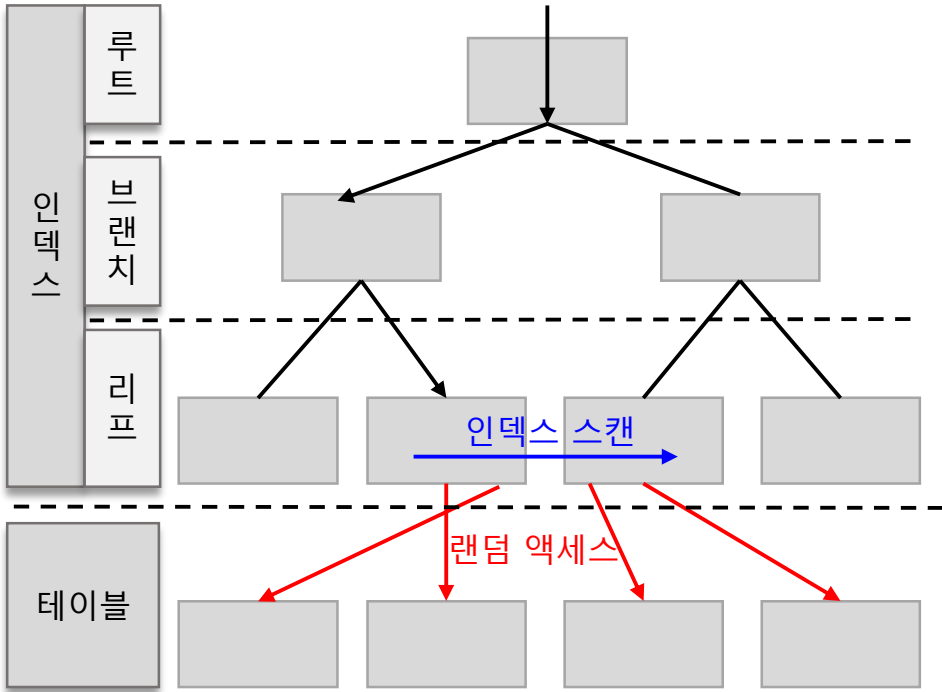 인덱스
루트
브랜치
리프
인덱스 스캔
랜덤 액세스
테이블